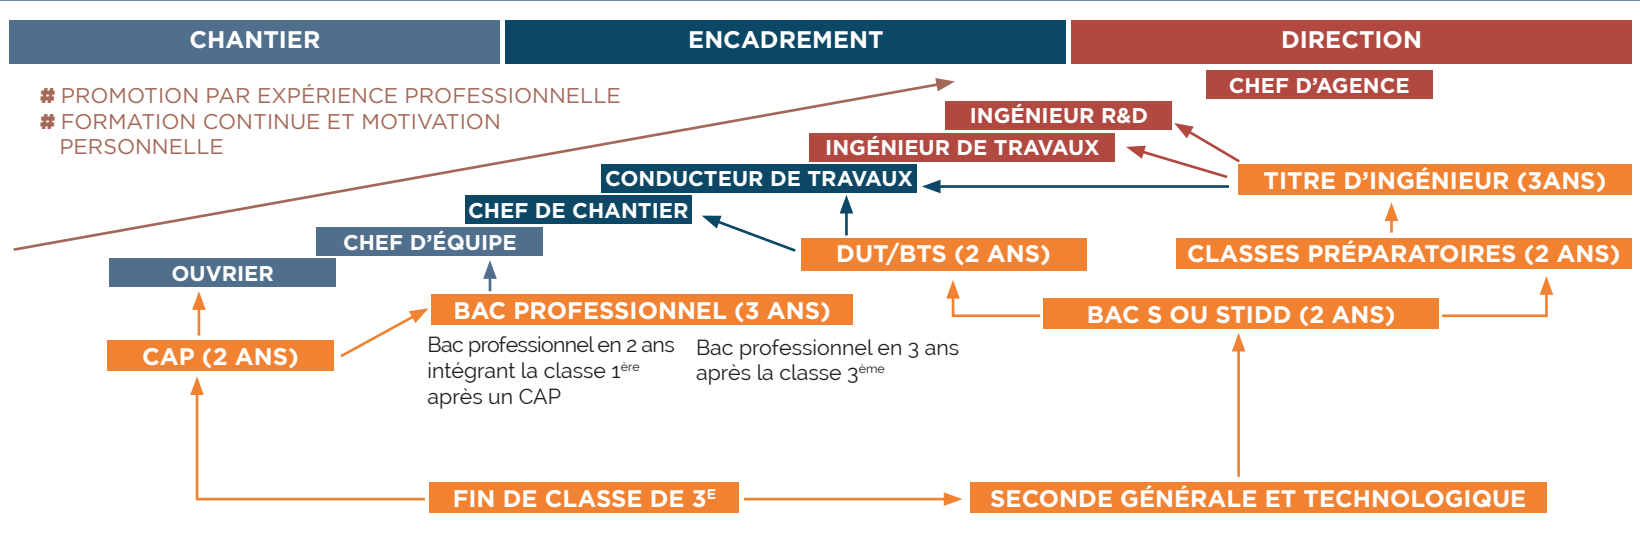 CHANTIER
ENCADREMENT
DIRECTION
# PROMOTION PAR EXPÉRIENCE PROFESSIONNELLE
# FORMATION CONTINUE ET MOTIVATION
PERSONNELLE
CHEF D'AGENCE
INGÉNIEUR R&D
INGÉNIEUR DE TRAVAUX
CONDUCTEUR DE TRAVAUX
TITRE D'INGÉNIEUR (3ANS)
CHEF DE CHANTIER
CHEF D'ÉQUIPE
DUT/BTS (2 ANS)
CLASSES PRÉPARATOIRES (2 ANS)
OUVRIER
BAC PROFESSIONNEL (3 ANS)
BAC S OU STIDD (2 ANS)
CAP (2 ANS)
Bac professionnel en 2 ans
intégrant la classe 1ère
après un CAP
Bac professionnel en 3 ans
après la classe 3ème
FIN DE CLASSE DE 3E
SECONDE GÉNÉRALE ET TECHNOLOGIQUE